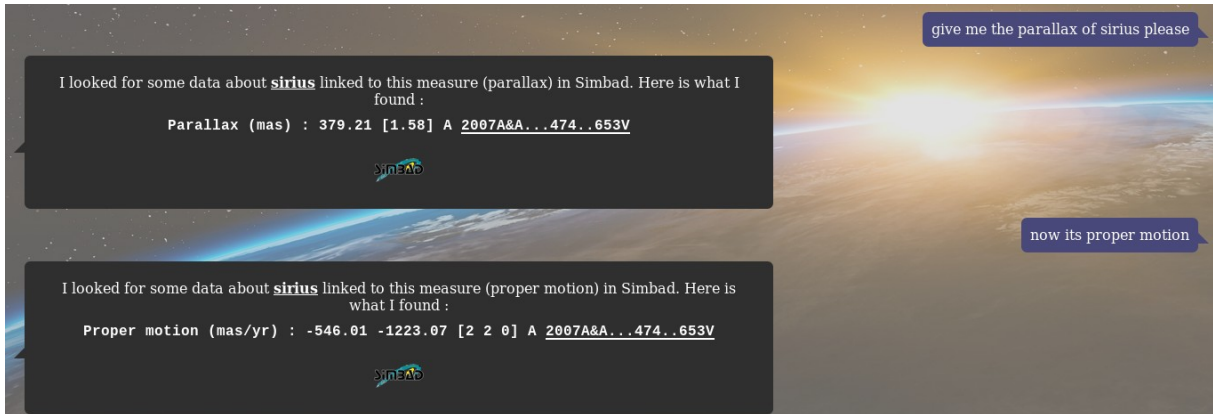 give me the parallax of sirius please
I looked for some data about sirius linked to this measure (parallax) in Simbad. Here is what I
found :
Parallax (mas) : 379.21 [1.58] A 2007A&A...474..653V
SIMBAD
now its proper motion
I looked for some data about sirius linked to this measure (proper motion) in Simbad. Here is
what I found :
Proper motion (mas/yr) : -546.01 -1223.07 [2 2 0] A 2007A&A...474..653V
SIMBAD